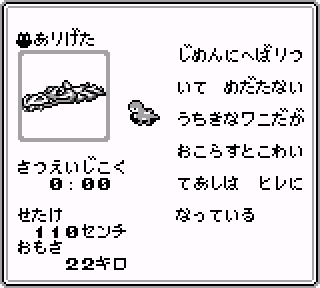 ありげた
じめんにへばりつ
いて めだたない
うちきなワニだが
おこらすとこわい
てあしは ヒレに
なっている
さつえいじこく
0:00
せたけ
110センチ
おもさ
22キロ